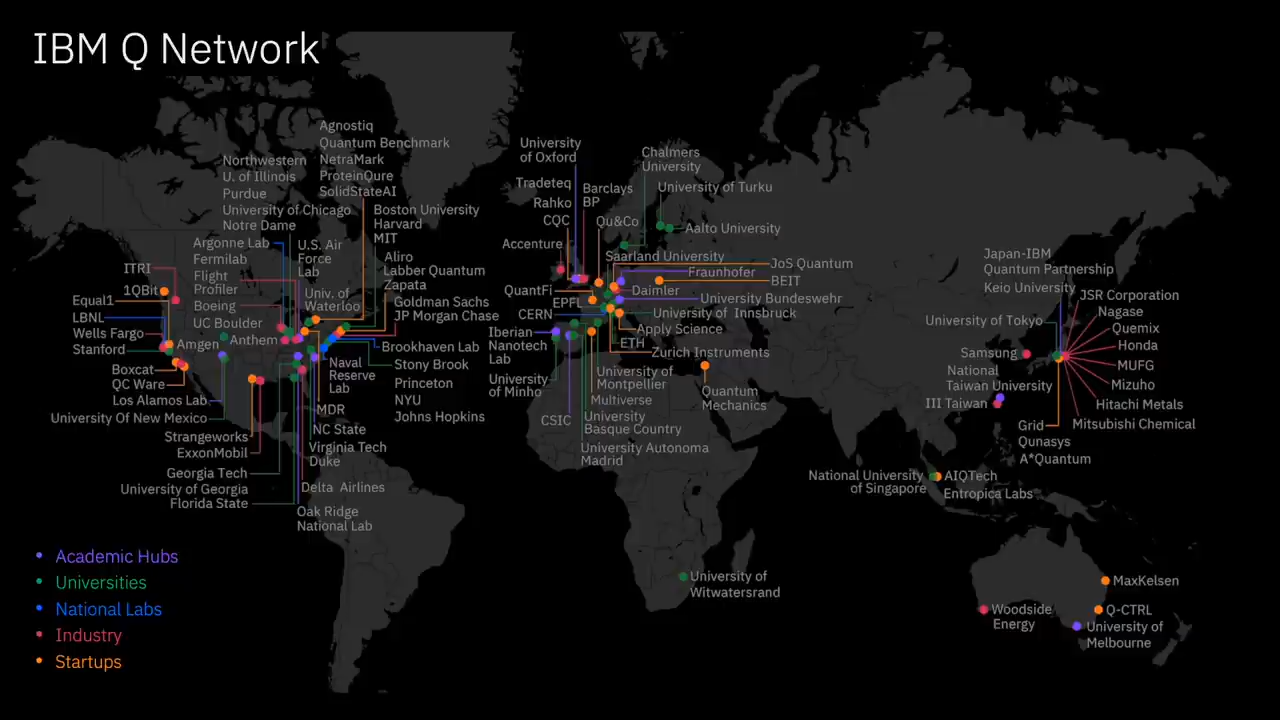 IBM Q Network
Agnostiq
Quantum Benchmark
NetraMark
ProteinQure
SolidStateAI
Northwestern
U. of Illinois
Purdue
University of Chicago
Notre Dame
Boston University
Harvard
MIT
Argonne Lab
Fermilab
Flight
Profiler
Boeing
UC Boulder
Anthem
U.S. Air
Force
Lab
Univ. of
Waterloo
Aliro
Labber Quantum
Zapata
Goldman Sachs
JP Morgan Chase
ITRI
1QBit
Equal1
LBNL
Wells Fargo
Stanford
Amgen
Boxcat
QC Ware
Los Alamos Lab
University Of New Mexico
Strangeworks
ExxonMobil
Georgia Tech
University of Georgia
Florida State
Brookhaven Lab
Stony Brook
Princeton
NYU
Johns Hopkins
Naval
Reserve
Lab
MDR
NC State
Virginia Tech
Duke
Delta Airlines
Oak Ridge
National Lab
University
of Oxford
Tradeteq
Rahko
CQC
Accenture
Barclays
BP
Qu&Co
Chalmers
University
University of Turku
Aalto University
Saarland University
JoS Quantum
Fraunhofer
BEIT
Daimler
QuantFi
EPFL
CERN
University Bundeswehr
University of Innsbruck
Apply Science
ETH
Zurich Instruments
Iberian
Nanotech
Lab
University
of Minho
CSIC
University of
Montpellier
Multiverse
University
Basque Country
University Autonoma
Madrid
Quantum
Mechanics
University of
Witwatersrand
Japan-IBM
Quantum Partnership
Keio University
University of Tokyo
JSR Corporation
Nagase
Quemix
Honda
MUFG
Mizuho
Hitachi Metals
Mitsubishi Chemical
Samsung
National
Taiwan University
III Taiwan
Grid
Qunasys
A*Quantum
National University
of Singapore
AIQTech
Entropica Labs
MaxKelsen
Q-CTRL
University of
Melbourne
Woodside
Energy
Academic Hubs
Universities
National Labs
Industry
Startups